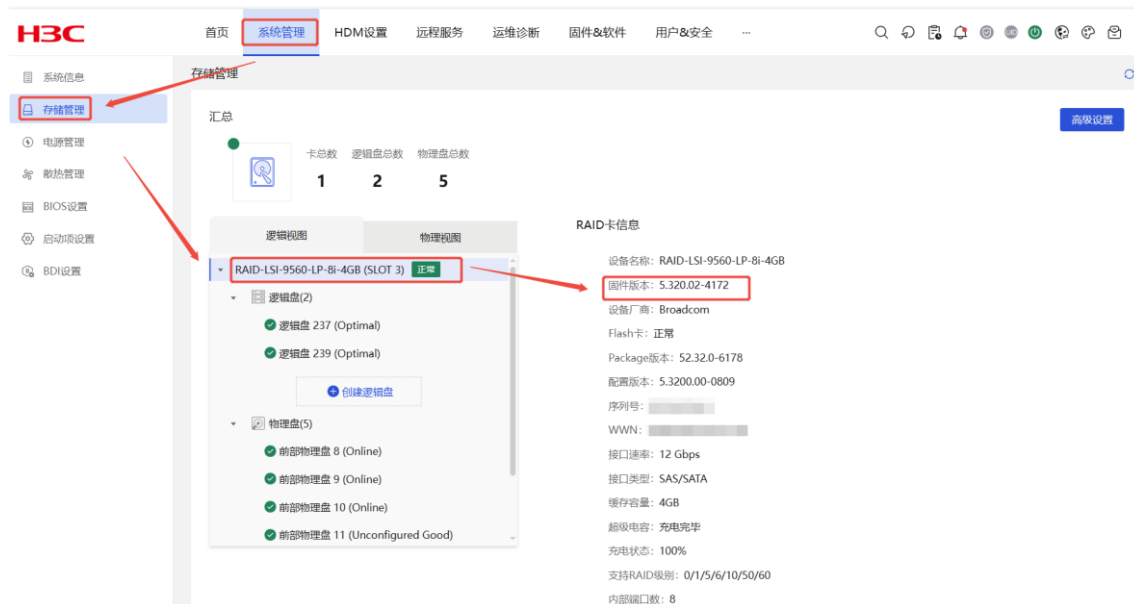 H3C
首页 系统管理 HDM设置 远程服务 运维诊断 固件&软件 用户&安全 ...
系统信息
存储管理
电源管理
散热管理
BIOS设置
启动项设置
BDI设置
存储管理
汇总
高级设置
卡总数 逻辑盘总数 物理盘总数
1 2 5
逻辑视图 物理视图
RAID-LSI-9560-LP-8i-4GB (SLOT 3) 正常
逻辑盘(2)
逻辑盘 237 (Optimal)
逻辑盘 239 (Optimal)
创建逻辑盘
物理盘(5)
前部物理盘 8 (Online)
前部物理盘 9 (Online)
前部物理盘 10 (Online)
前部物理盘 11 (Unconfigured Good)
RAID卡信息
设备名称: RAID-LSI-9560-LP-8i-4GB
固件版本: 5.320.02-4172
设备厂商: Broadcom
Flash卡: 正常
Package版本: 52.32.0-6178
配置版本: 5.3200.00-0809
序列号:
WWN:
接口速率: 12 Gbps
接口类型: SAS/SATA
缓存容量: 4GB
超级电容: 充电完毕
充电状态: 100%
支持RAID级别: 0/1/5/6/10/50/60
内部端口数: 8